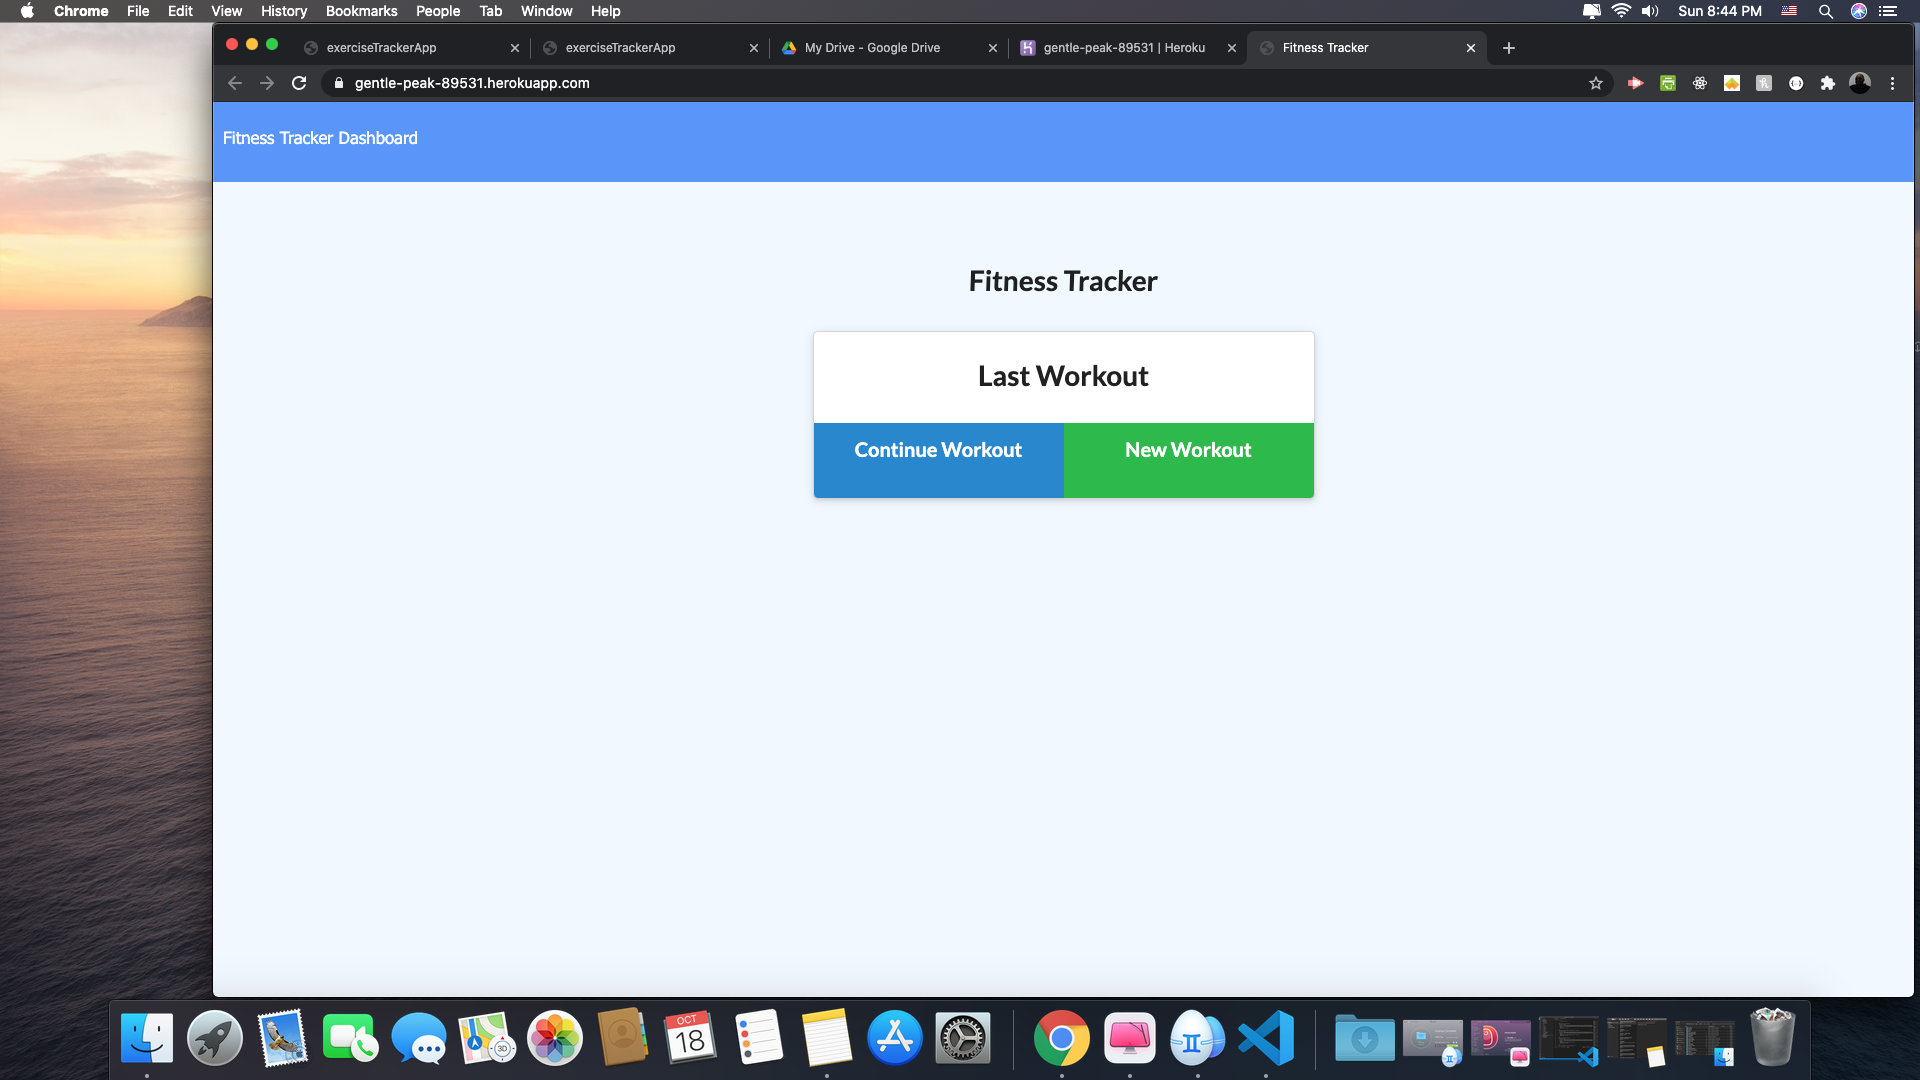 Chrome File Edit View History Bookmarks People Tab Window Help Sun 8:44 PM
exerciseTrackerApp exerciseTrackerApp My Drive - Google Drive gentle-peak-89531 | Heroku Fitness Tracker
gentle-peak-89531.herokuapp.com
Fitness Tracker Dashboard
Fitness Tracker
Last Workout
Continue Workout New Workout
OCT
18
3D